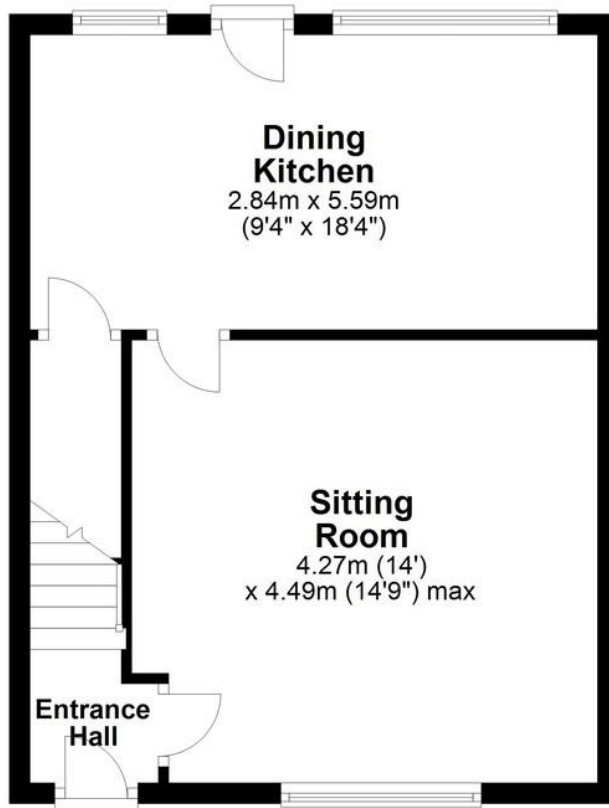 Dining
Kitchen
2.84m x 5.59m
(9'4" x 18'4")
Sitting
Room
4.27m (14')
x 4.49m (14'9") max
Entrance
Hall